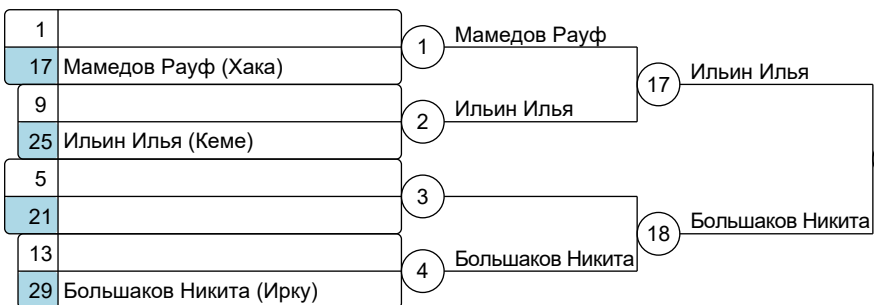 1
17 Мамедов Рауф (Хака)
9
25 Ильин Илья (Кеме)
5
21
13
29 Большаков Никита (Ирку)
1 Мамедов Рауф
2 Ильин Илья
3
4 Большаков Никита
17 Ильин Илья
18 Большаков Никита